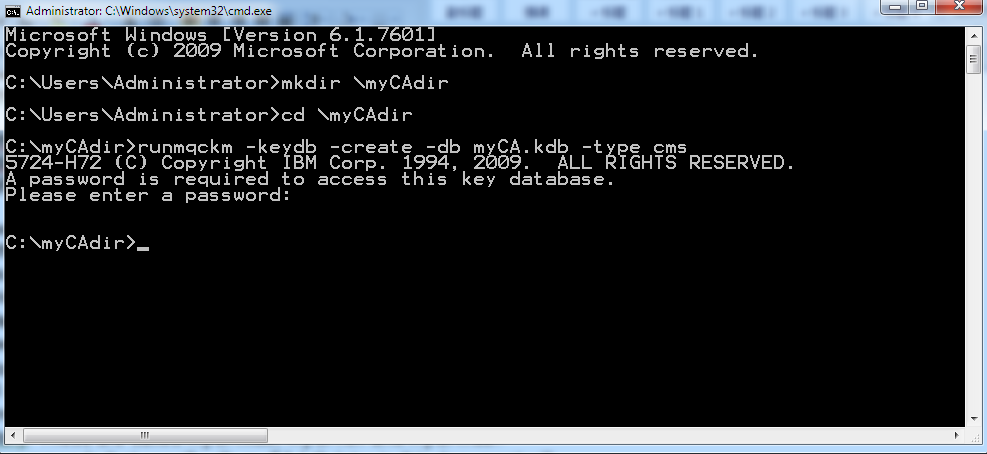 Administrator: C:\Windows\system32\cmd.exe
Microsoft Windows [Version 6.1.7601]
Copyright (c) 2009 Microsoft Corporation.  All rights reserved.
C:\Users\Administrator>mkdir \myCAdir
C:\Users\Administrator>cd \myCAdir
C:\myCAdir>runmqckm -keydb -create -db myCA.kdb -type cms
5724-H72 (C) Copyright IBM Corp. 1994, 2009.  ALL RIGHTS RESERVED.
A password is required to access this key database.
Please enter a password:
C:\myCAdir>_